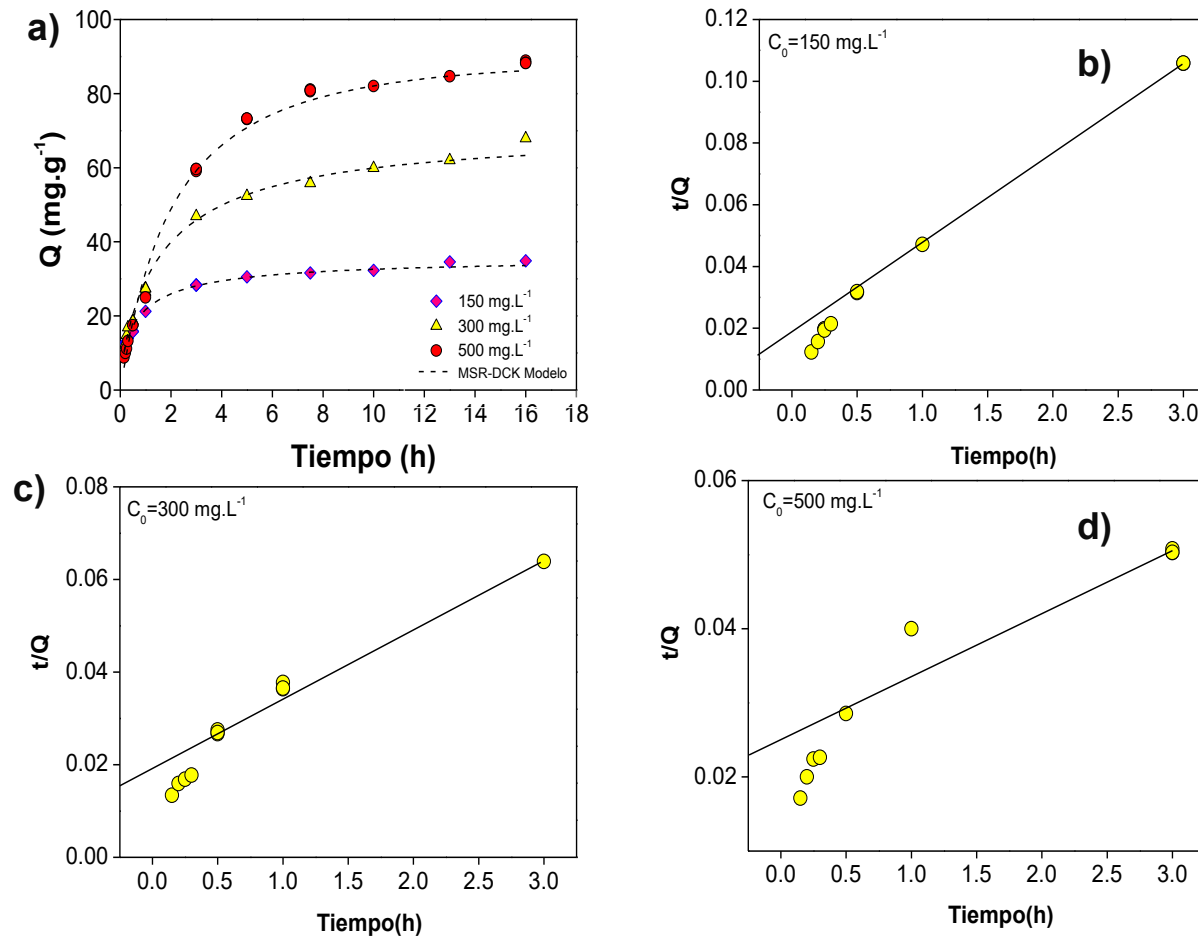 a)
100
80
60
40
20
0
Q (mg.g⁻¹)
150 mg.L⁻¹
300 mg.L⁻¹
500 mg.L⁻¹
MSR-DCK Modelo
0 2 4 6 8 10 12 14 16 18
Tiempo (h)
C₀=150 mg.L⁻¹
b)
0.12
0.10
0.08
0.06
0.04
0.02
0.00
t/Q
0.0 0.5 1.0 1.5 2.0 2.5 3.0
Tiempo(h)
c)
C₀=300 mg.L⁻¹
0.08
0.06
0.04
0.02
0.00
t/Q
0.0 0.5 1.0 1.5 2.0 2.5 3.0
Tiempo(h)
C₀=500 mg.L⁻¹
d)
0.06
0.04
0.02
t/Q
0.0 0.5 1.0 1.5 2.0 2.5 3.0
Tiempo(h)